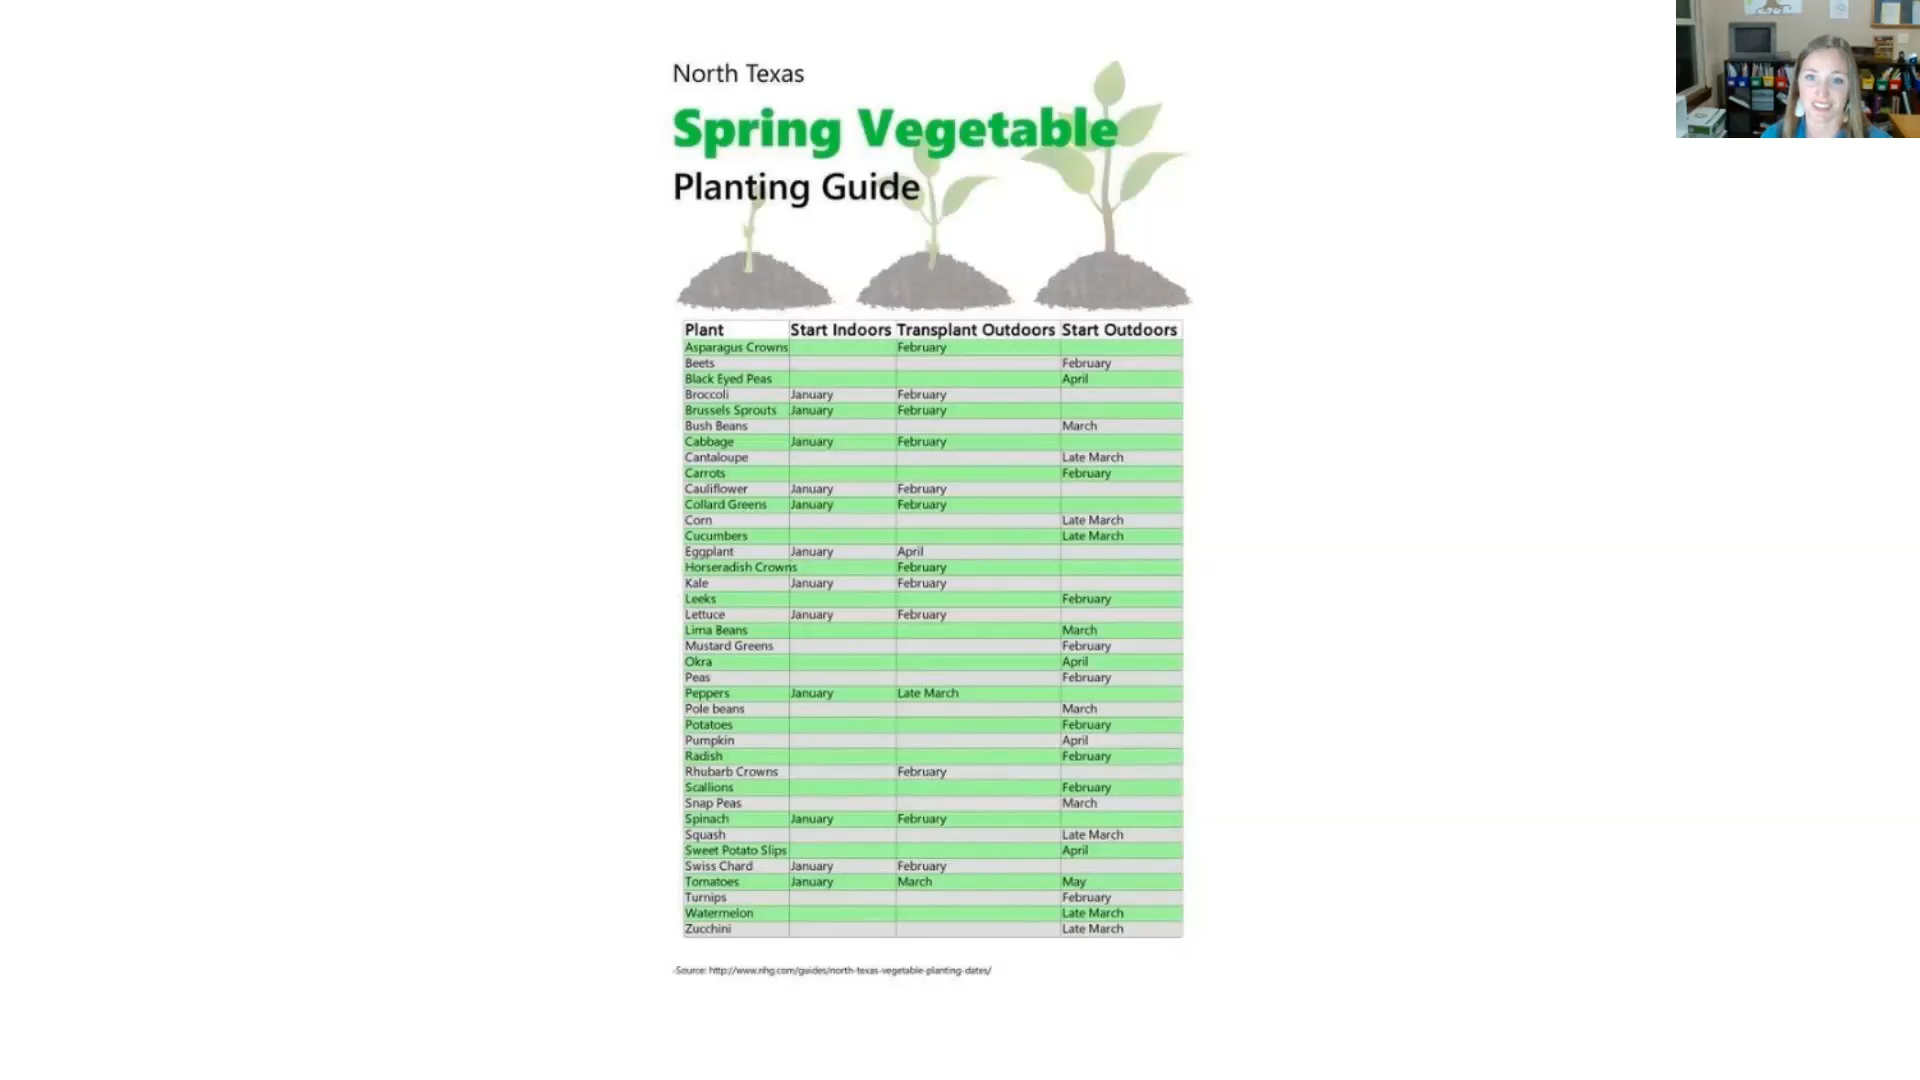 North Texas
Spring Vegetable
Planting Guide
Plant Start Indoors Transplant Outdoors Start Outdoors
Asparagus Crowns February
Beets February
Black Eyed Peas April
Broccoli January February
Brussels Sprouts January February
Bush Beans March
Cabbage January February
Cantaloupe Late March
Carrots February
Cauliflower January February
Collard Greens January February
Corn Late March
Cucumbers Late March
Eggplant January April
Horseradish Crowns February
Kale January February
Leeks February
Lettuce January February
Lima Beans March
Mustard Greens February
Okra April
Peas February
Peppers January Late March
Pole beans March
Potatoes February
Pumpkin April
Radish February
Rhubarb Crowns February
Scallions February
Snap Peas March
Spinach January February
Squash Late March
Sweet Potato Slips April
Swiss Chard January February
Tomatoes January March May
Turnips February
Watermelon Late March
Zucchini Late March
-Source: http://www.nhg.com/guides/north-texas-vegetable-planting-dates/